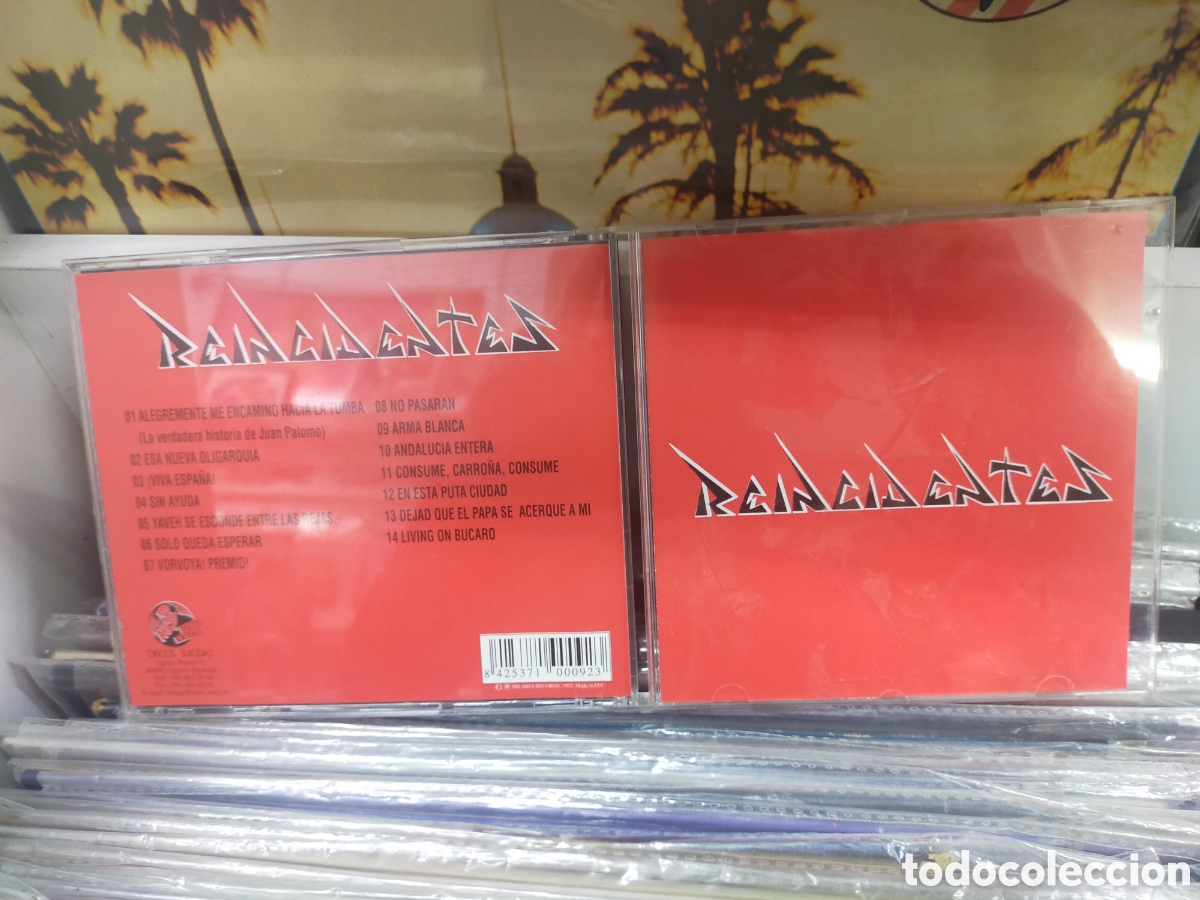 REINCIDENTES
01 ALEGREMENTE ME ENCAMINO HACIA LA TUMBA
(La verdadera historia de Juan Palomo)
02 ESA NUEVA OLIGARQUIA
03 ¡VIVA ESPAÑA!
04 SIN AYUDA
05 YAVEH SE ESCONDE ENTRE LAS REJAS
06 SOLO QUEDA ESPERAR
07 VORVOYA! PREMIO!
08 NO PASARAN
09 ARMA BLANCA
10 ANDALUCIA ENTERA
11 CONSUME, CARROÑA, CONSUME
12 EN ESTA PUTA CIUDAD
13 DEJAD QUE EL PAPA SE ACERQUE A MI
14 LIVING ON BUCARO
DISCOS SUICIDAS
8 425371 000923
REINCIDENTES
todocoleccion